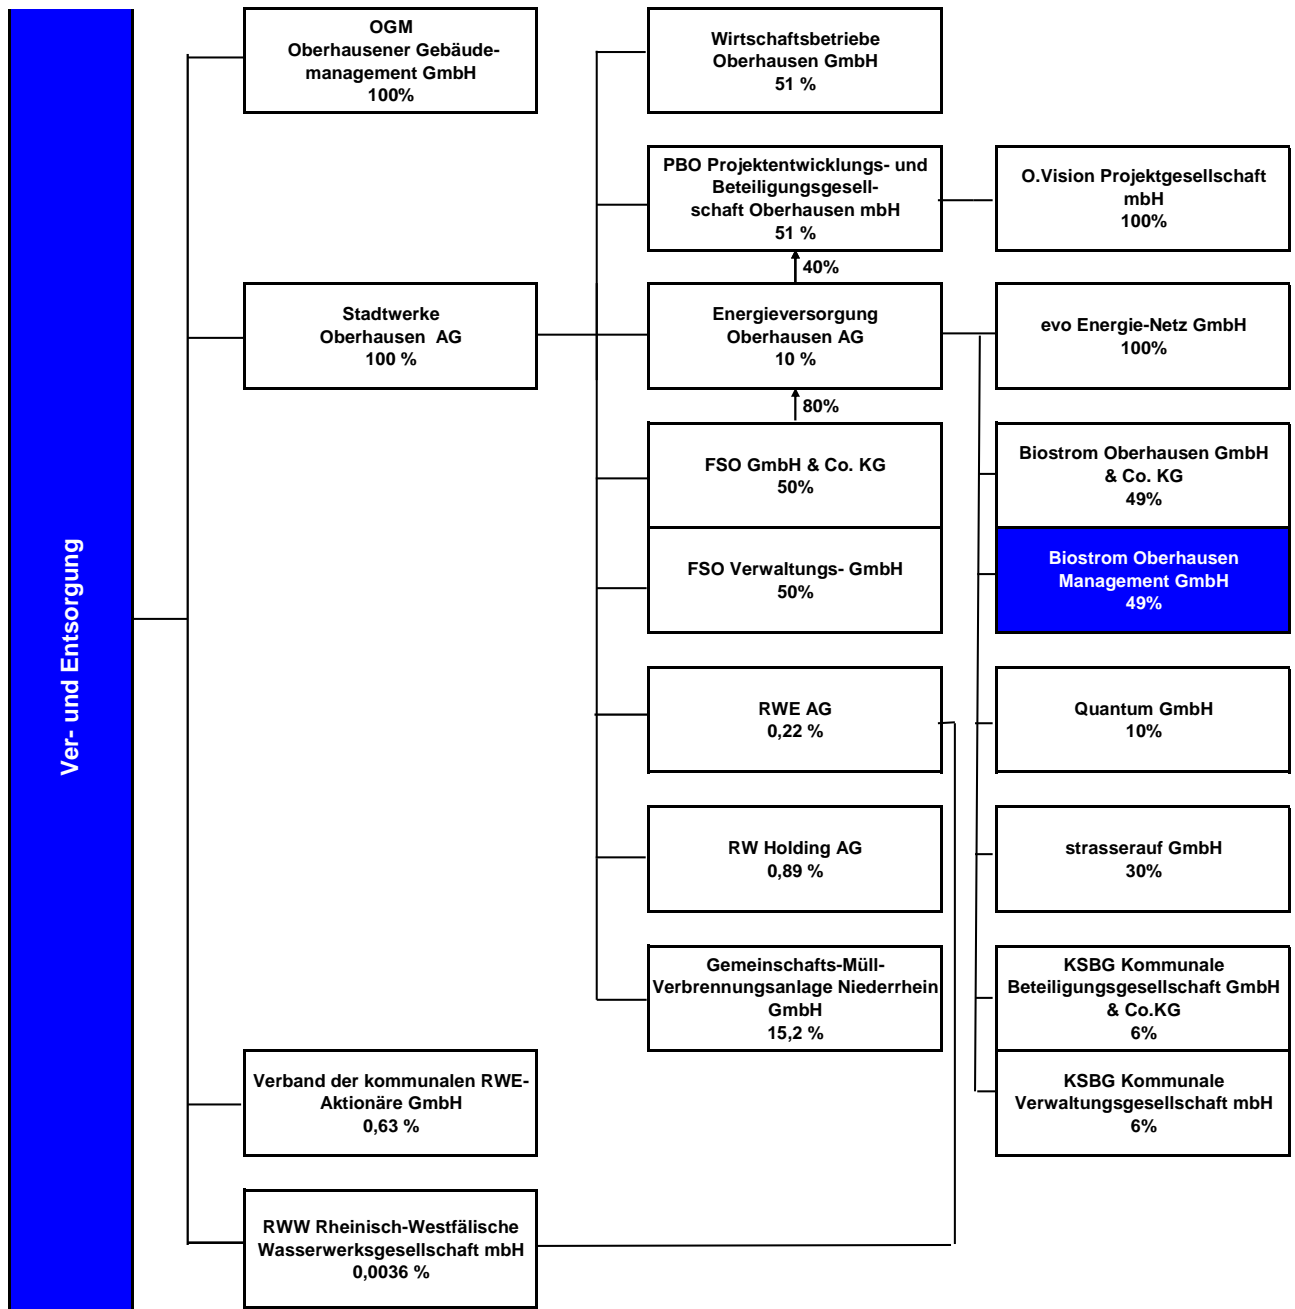 Ver- und Entsorgung
OGM
Oberhausener Gebäude-
management GmbH
100%
Stadtwerke
Oberhausen  AG
100 %
Verband der kommunalen RWE-
Aktionäre GmbH
0,63 %
RWW Rheinisch-Westfälische
Wasserwerksgesellschaft mbH
0,0036 %
Wirtschaftsbetriebe
Oberhausen GmbH
51 %
PBO Projektentwicklungs- und
Beteiligungsgesell-
schaft Oberhausen mbH
51 %
40%
Energieversorgung
Oberhausen AG
10 %
80%
FSO GmbH & Co. KG
50%
FSO Verwaltungs- GmbH
50%
RWE AG
0,22 %
RW Holding AG
0,89 %
Gemeinschafts-Müll-
Verbrennungsanlage Niederrhein
GmbH
15,2 %
O.Vision Projektgesellschaft
mbH
100%
evo Energie-Netz GmbH
100%
Biostrom Oberhausen GmbH
& Co. KG
49%
Biostrom Oberhausen
Management GmbH
49%
Quantum GmbH
10%
strasserauf GmbH
30%
KSBG Kommunale
Beteiligungsgesellschaft GmbH
& Co.KG
6%
KSBG Kommunale
Verwaltungsgesellschaft mbH
6%